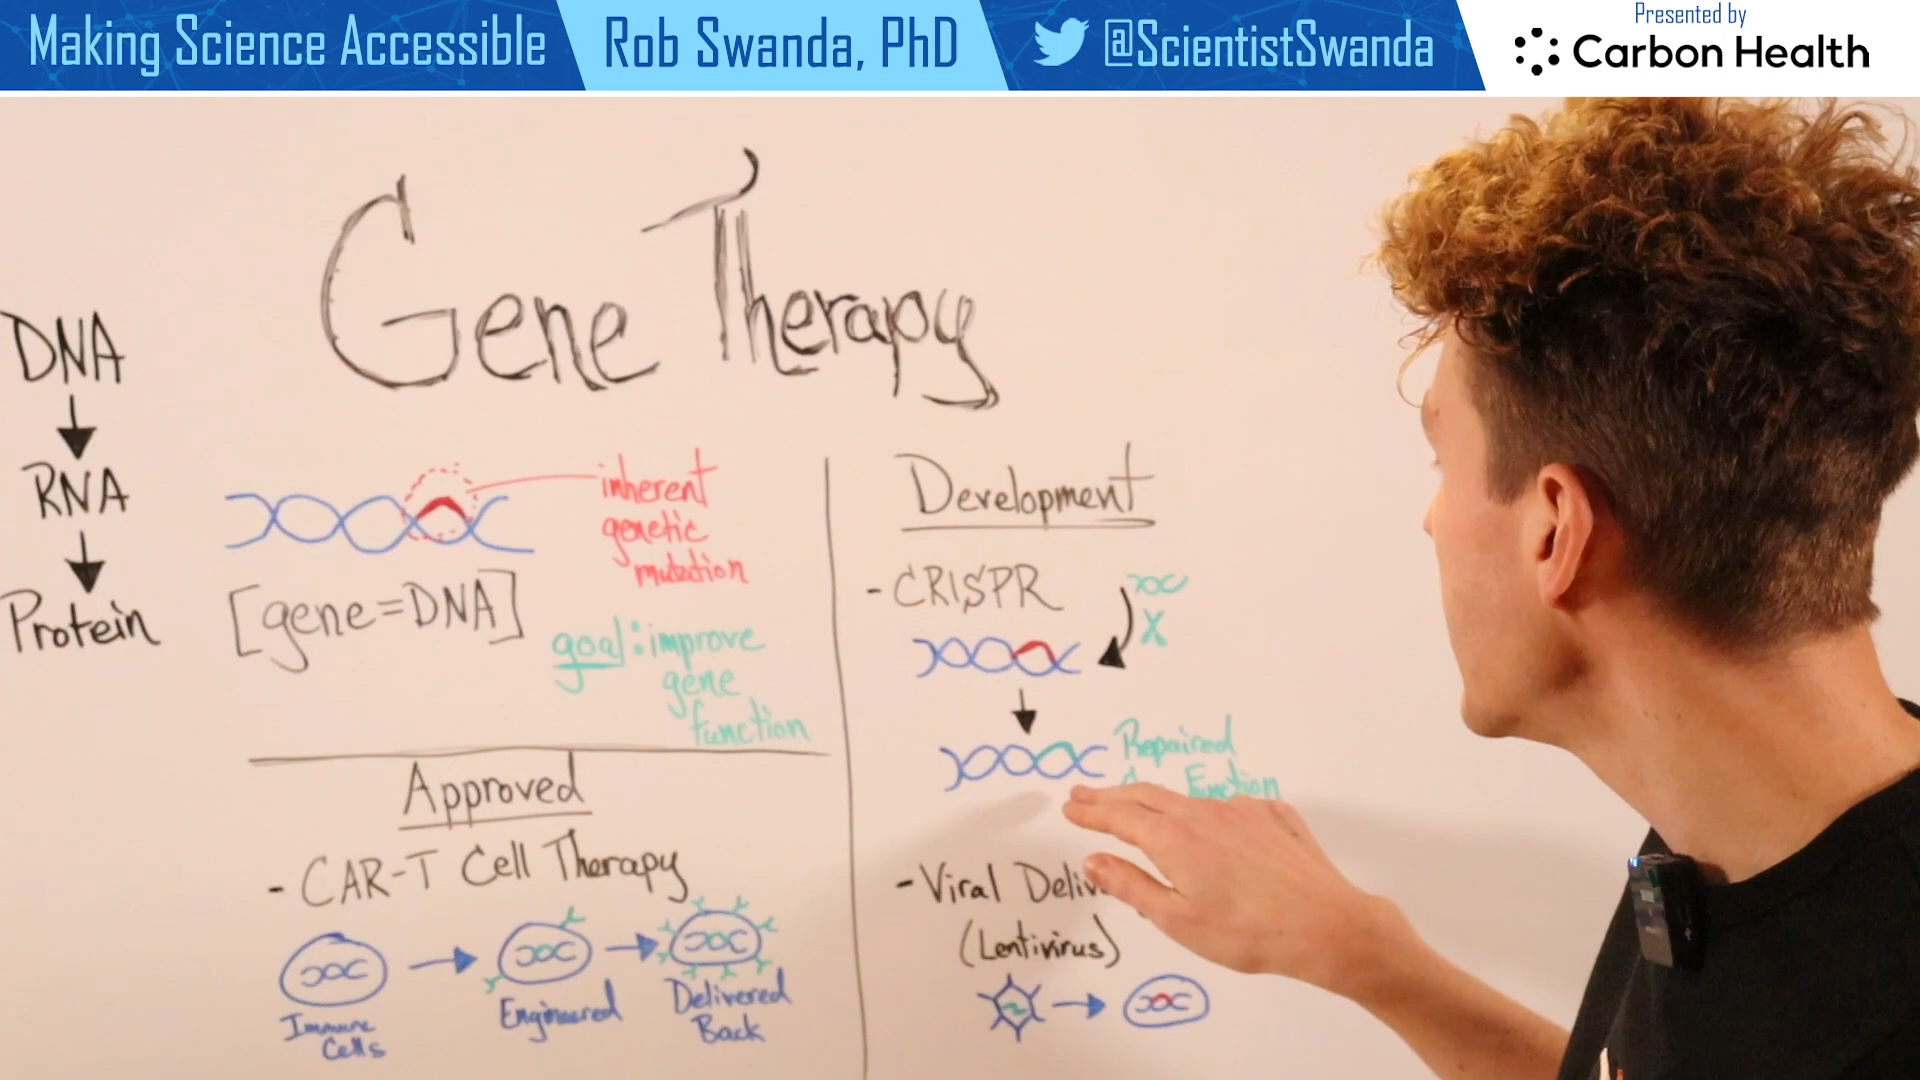 Making Science Accessible
Rob Swanda, PhD
@ScientistSwanda
Presented by
Carbon Health
Gene Therapy
DNA
RNA
Protein
inherent
genetic
mutation
[gene=DNA]
goal: improve
gene
function
Approved
- CAR-T Cell Therapy
Immune
Cells
Engineered
Delivered
Back
Development
- CRISPR
X
Repaired
Function
- Viral
(Lentivirus)